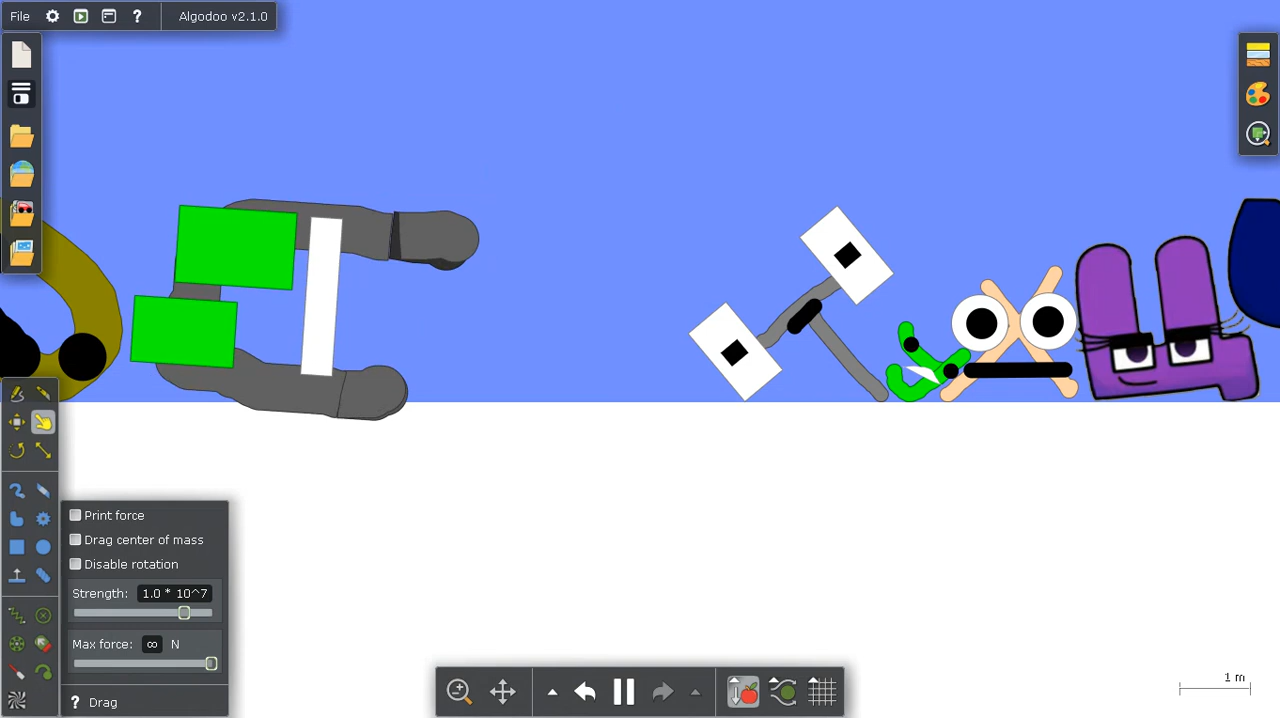 File ? Algodoo v2.1.0
Print force
Drag center of mass
Disable rotation
Strength: 1.0 * 10^7
Max force: ∞ N
? Drag
1 m